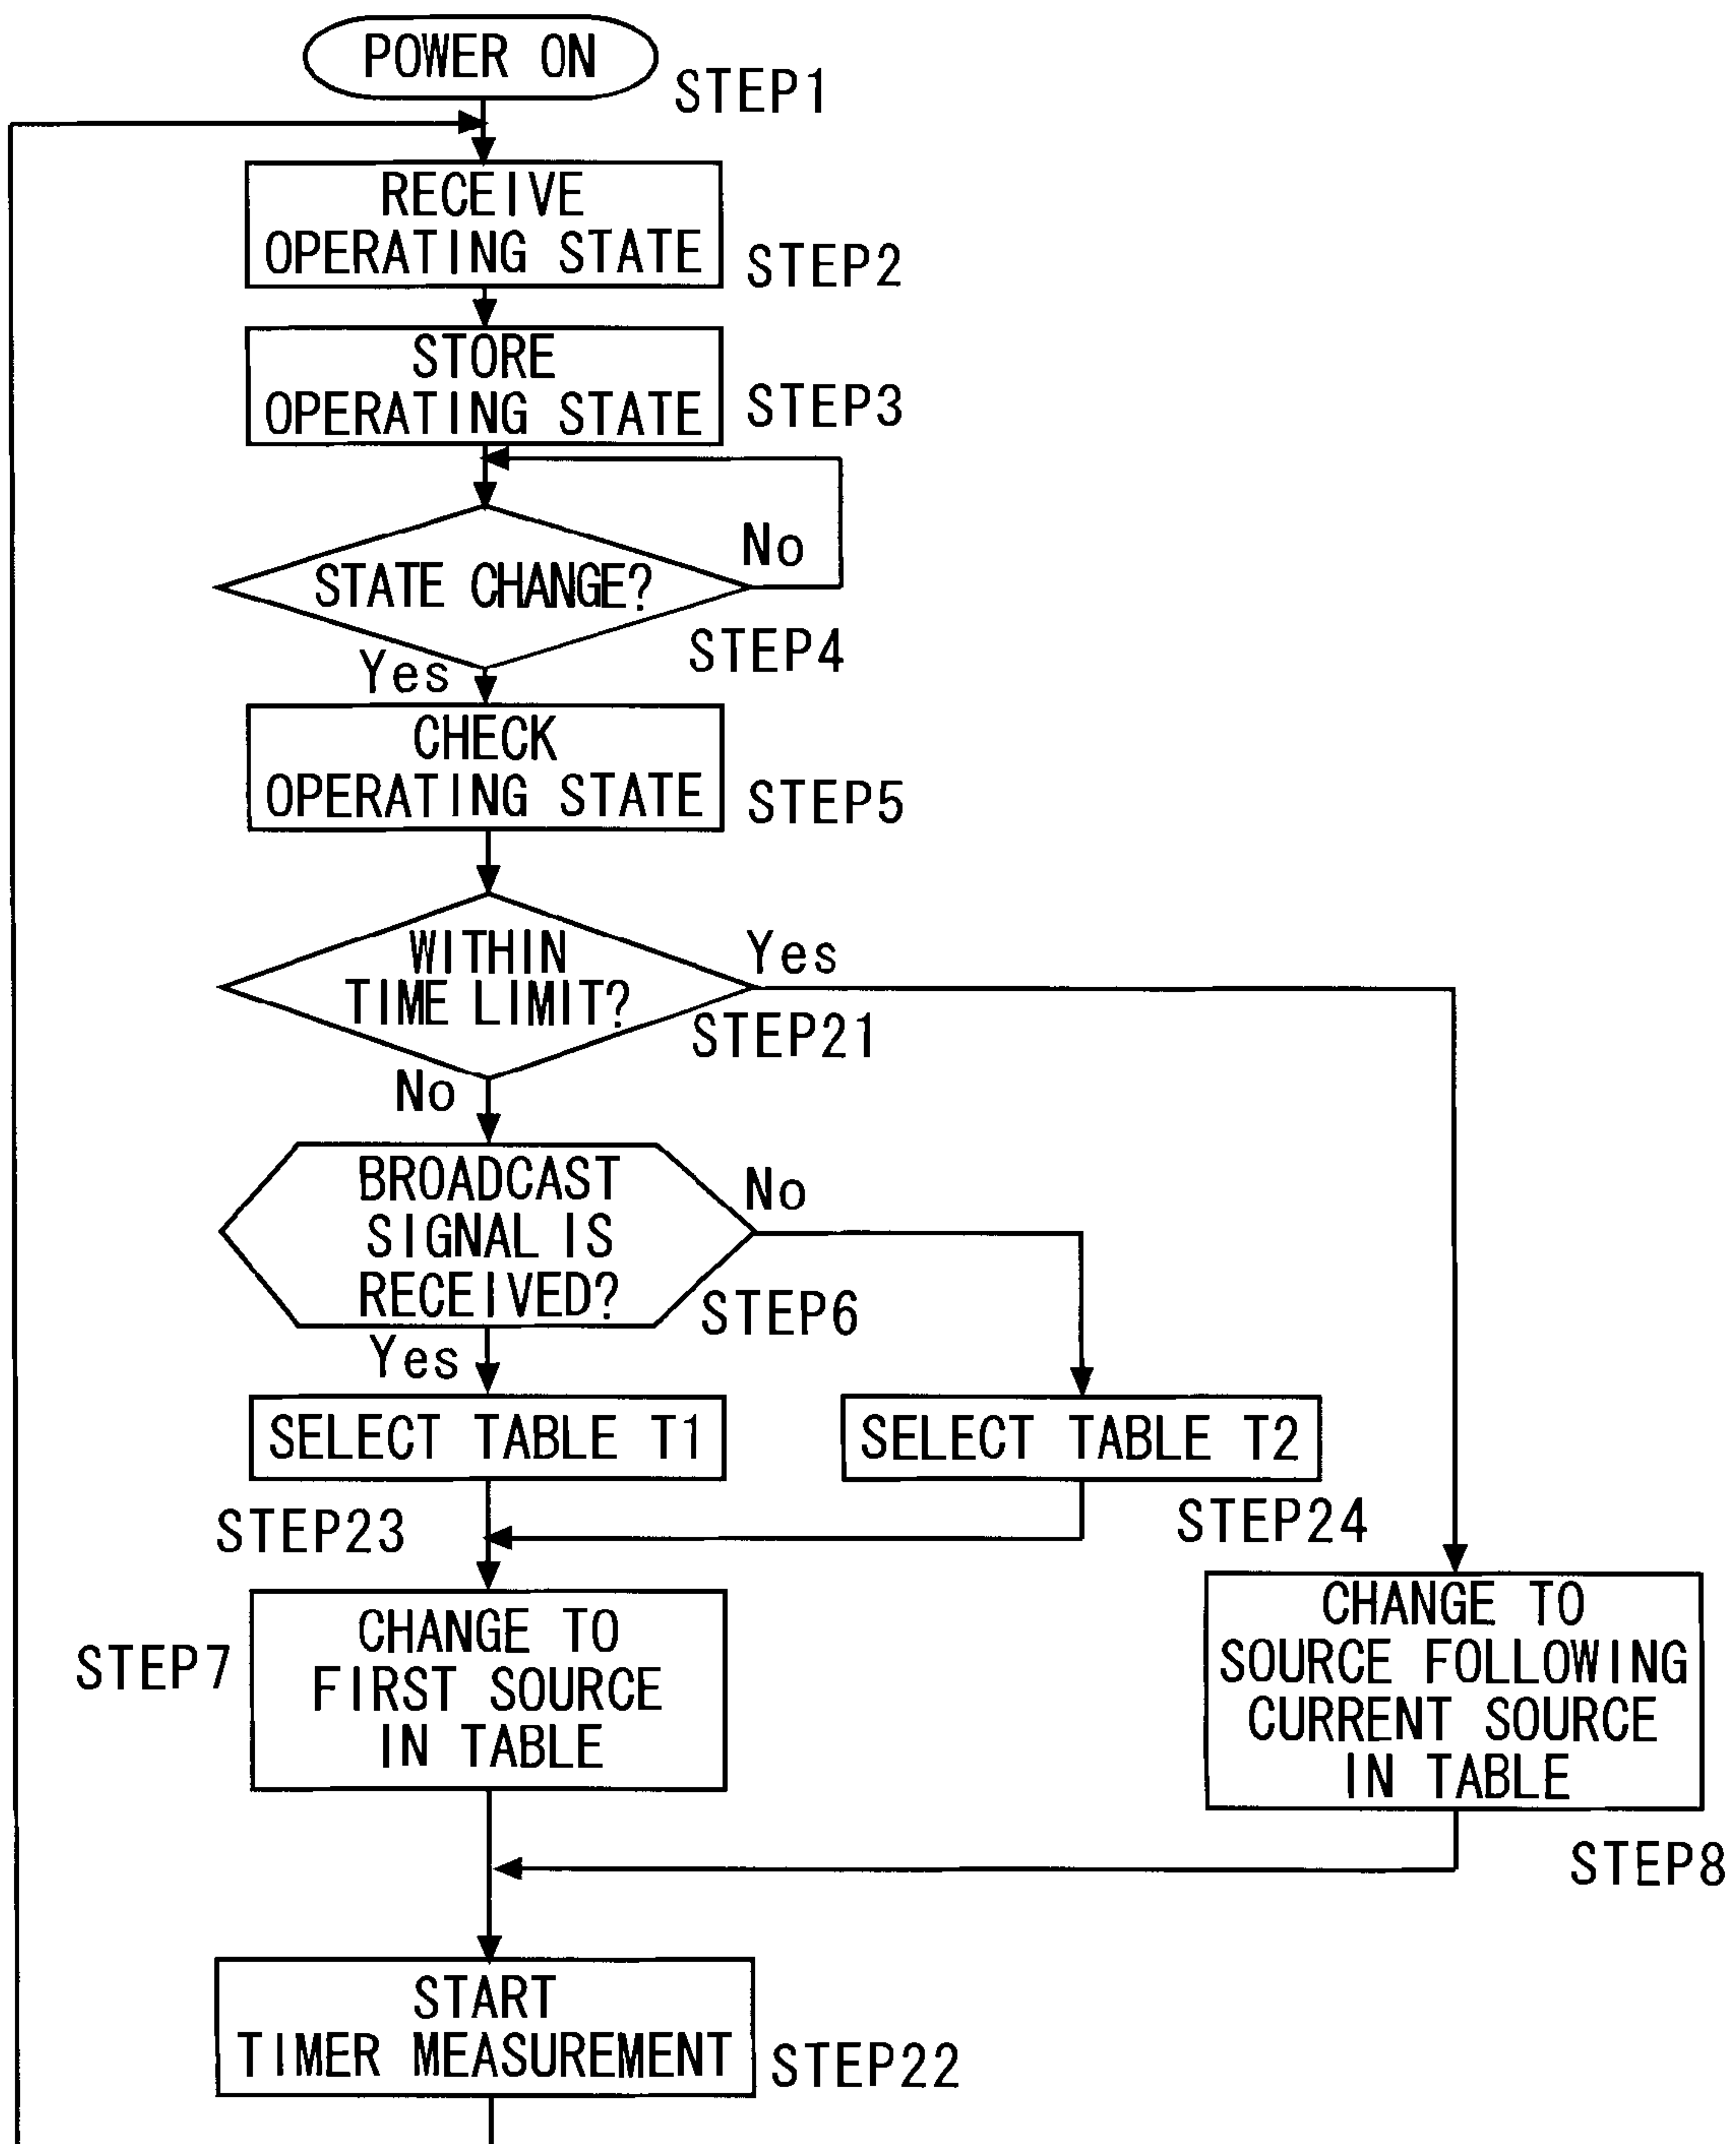 POWER ON
STEP1
RECEIVE
OPERATING STATE
STEP2
STORE
OPERATING STATE
STEP3
No
STATE CHANGE?
STEP4
Yes
CHECK
OPERATING STATE
STEP5
WITHIN
TIME LIMIT?
Yes
STEP21
No
BROADCAST
SIGNAL IS
RECEIVED?
No
STEP6
Yes
SELECT TABLE T1
SELECT TABLE T2
STEP23
STEP24
CHANGE TO
FIRST SOURCE
IN TABLE
STEP7
CHANGE TO
SOURCE FOLLOWING
CURRENT SOURCE
IN TABLE
STEP8
START
TIMER MEASUREMENT
STEP22